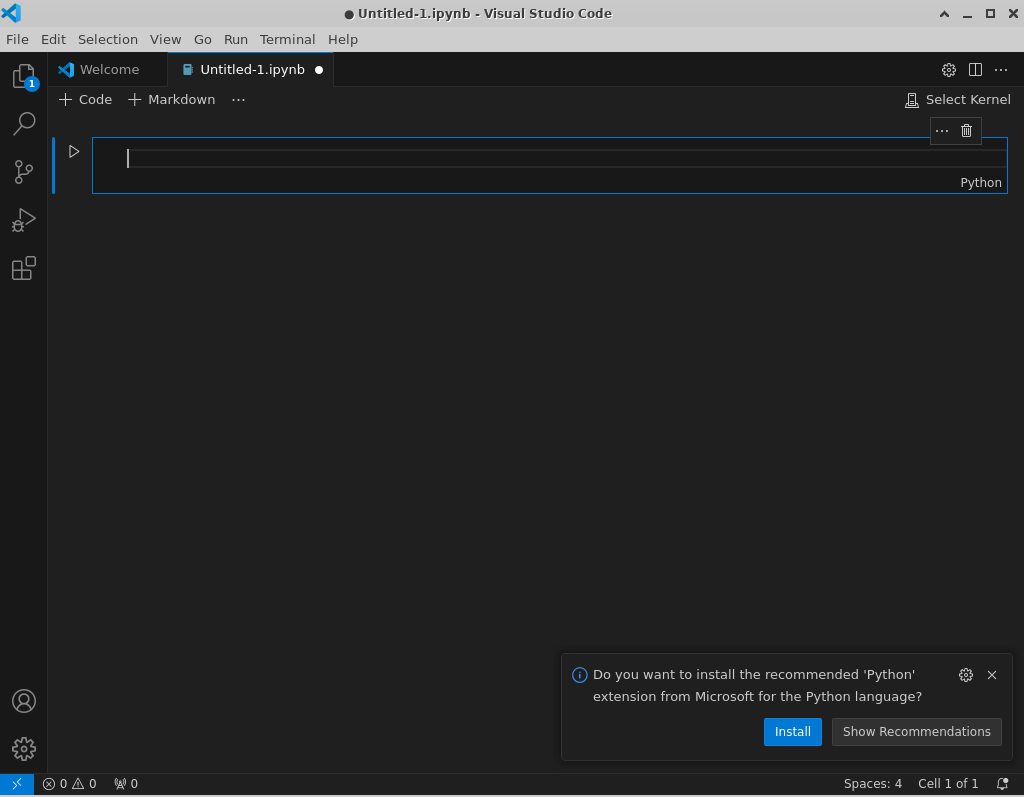 ● Untitled-1.ipynb - Visual Studio Code
File Edit Selection View Go Run Terminal Help
1
Welcome
Untitled-1.ipynb
Code
Markdown
Select Kernel
Python
Do you want to install the recommended 'Python'
extension from Microsoft for the Python language?
Install
Show Recommendations
0 0 0
Spaces: 4
Cell 1 of 1